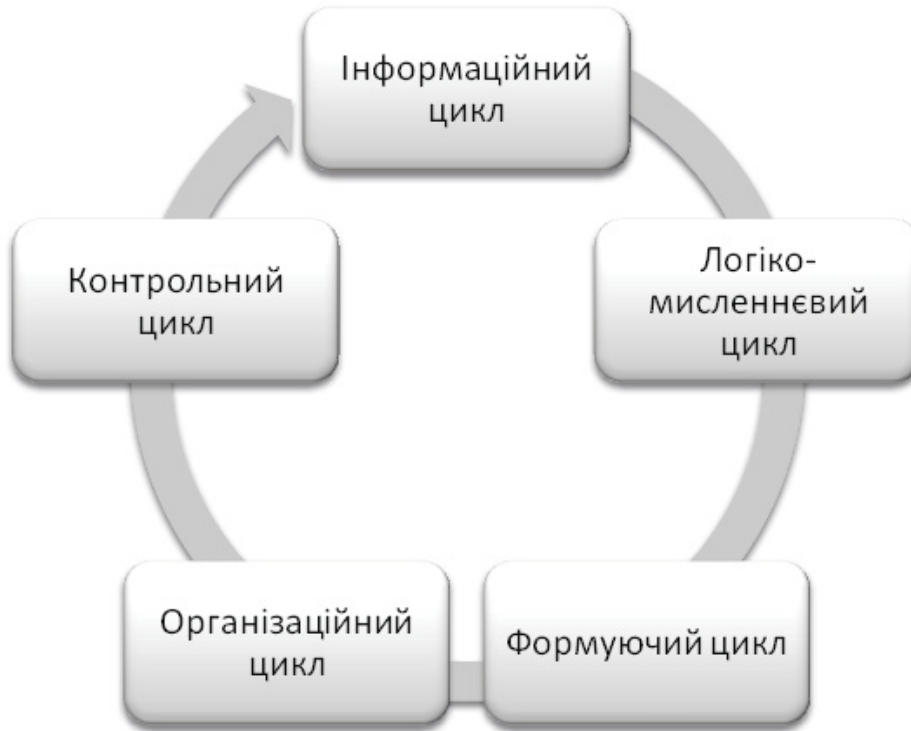 Інформаційний
цикл
Логіко-
мисленнєвий
цикл
Формуючий цикл
Організаційний
цикл
Контрольний
цикл